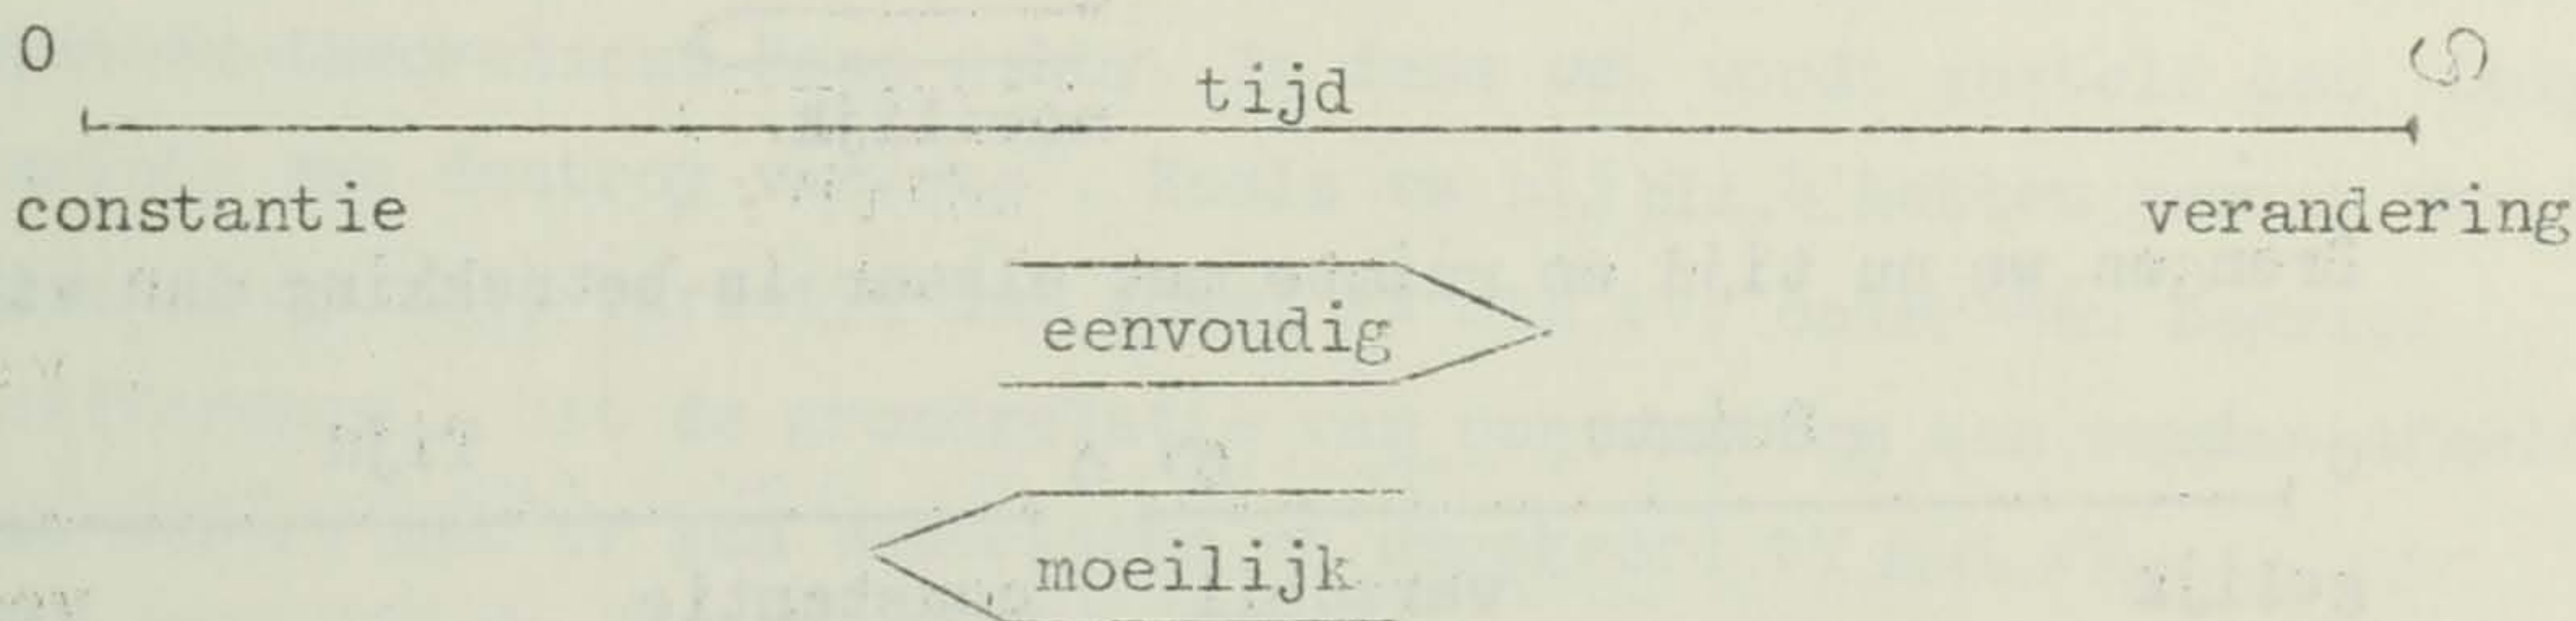 0
tijd
constantie verandering
eenvoudig
moeilijk